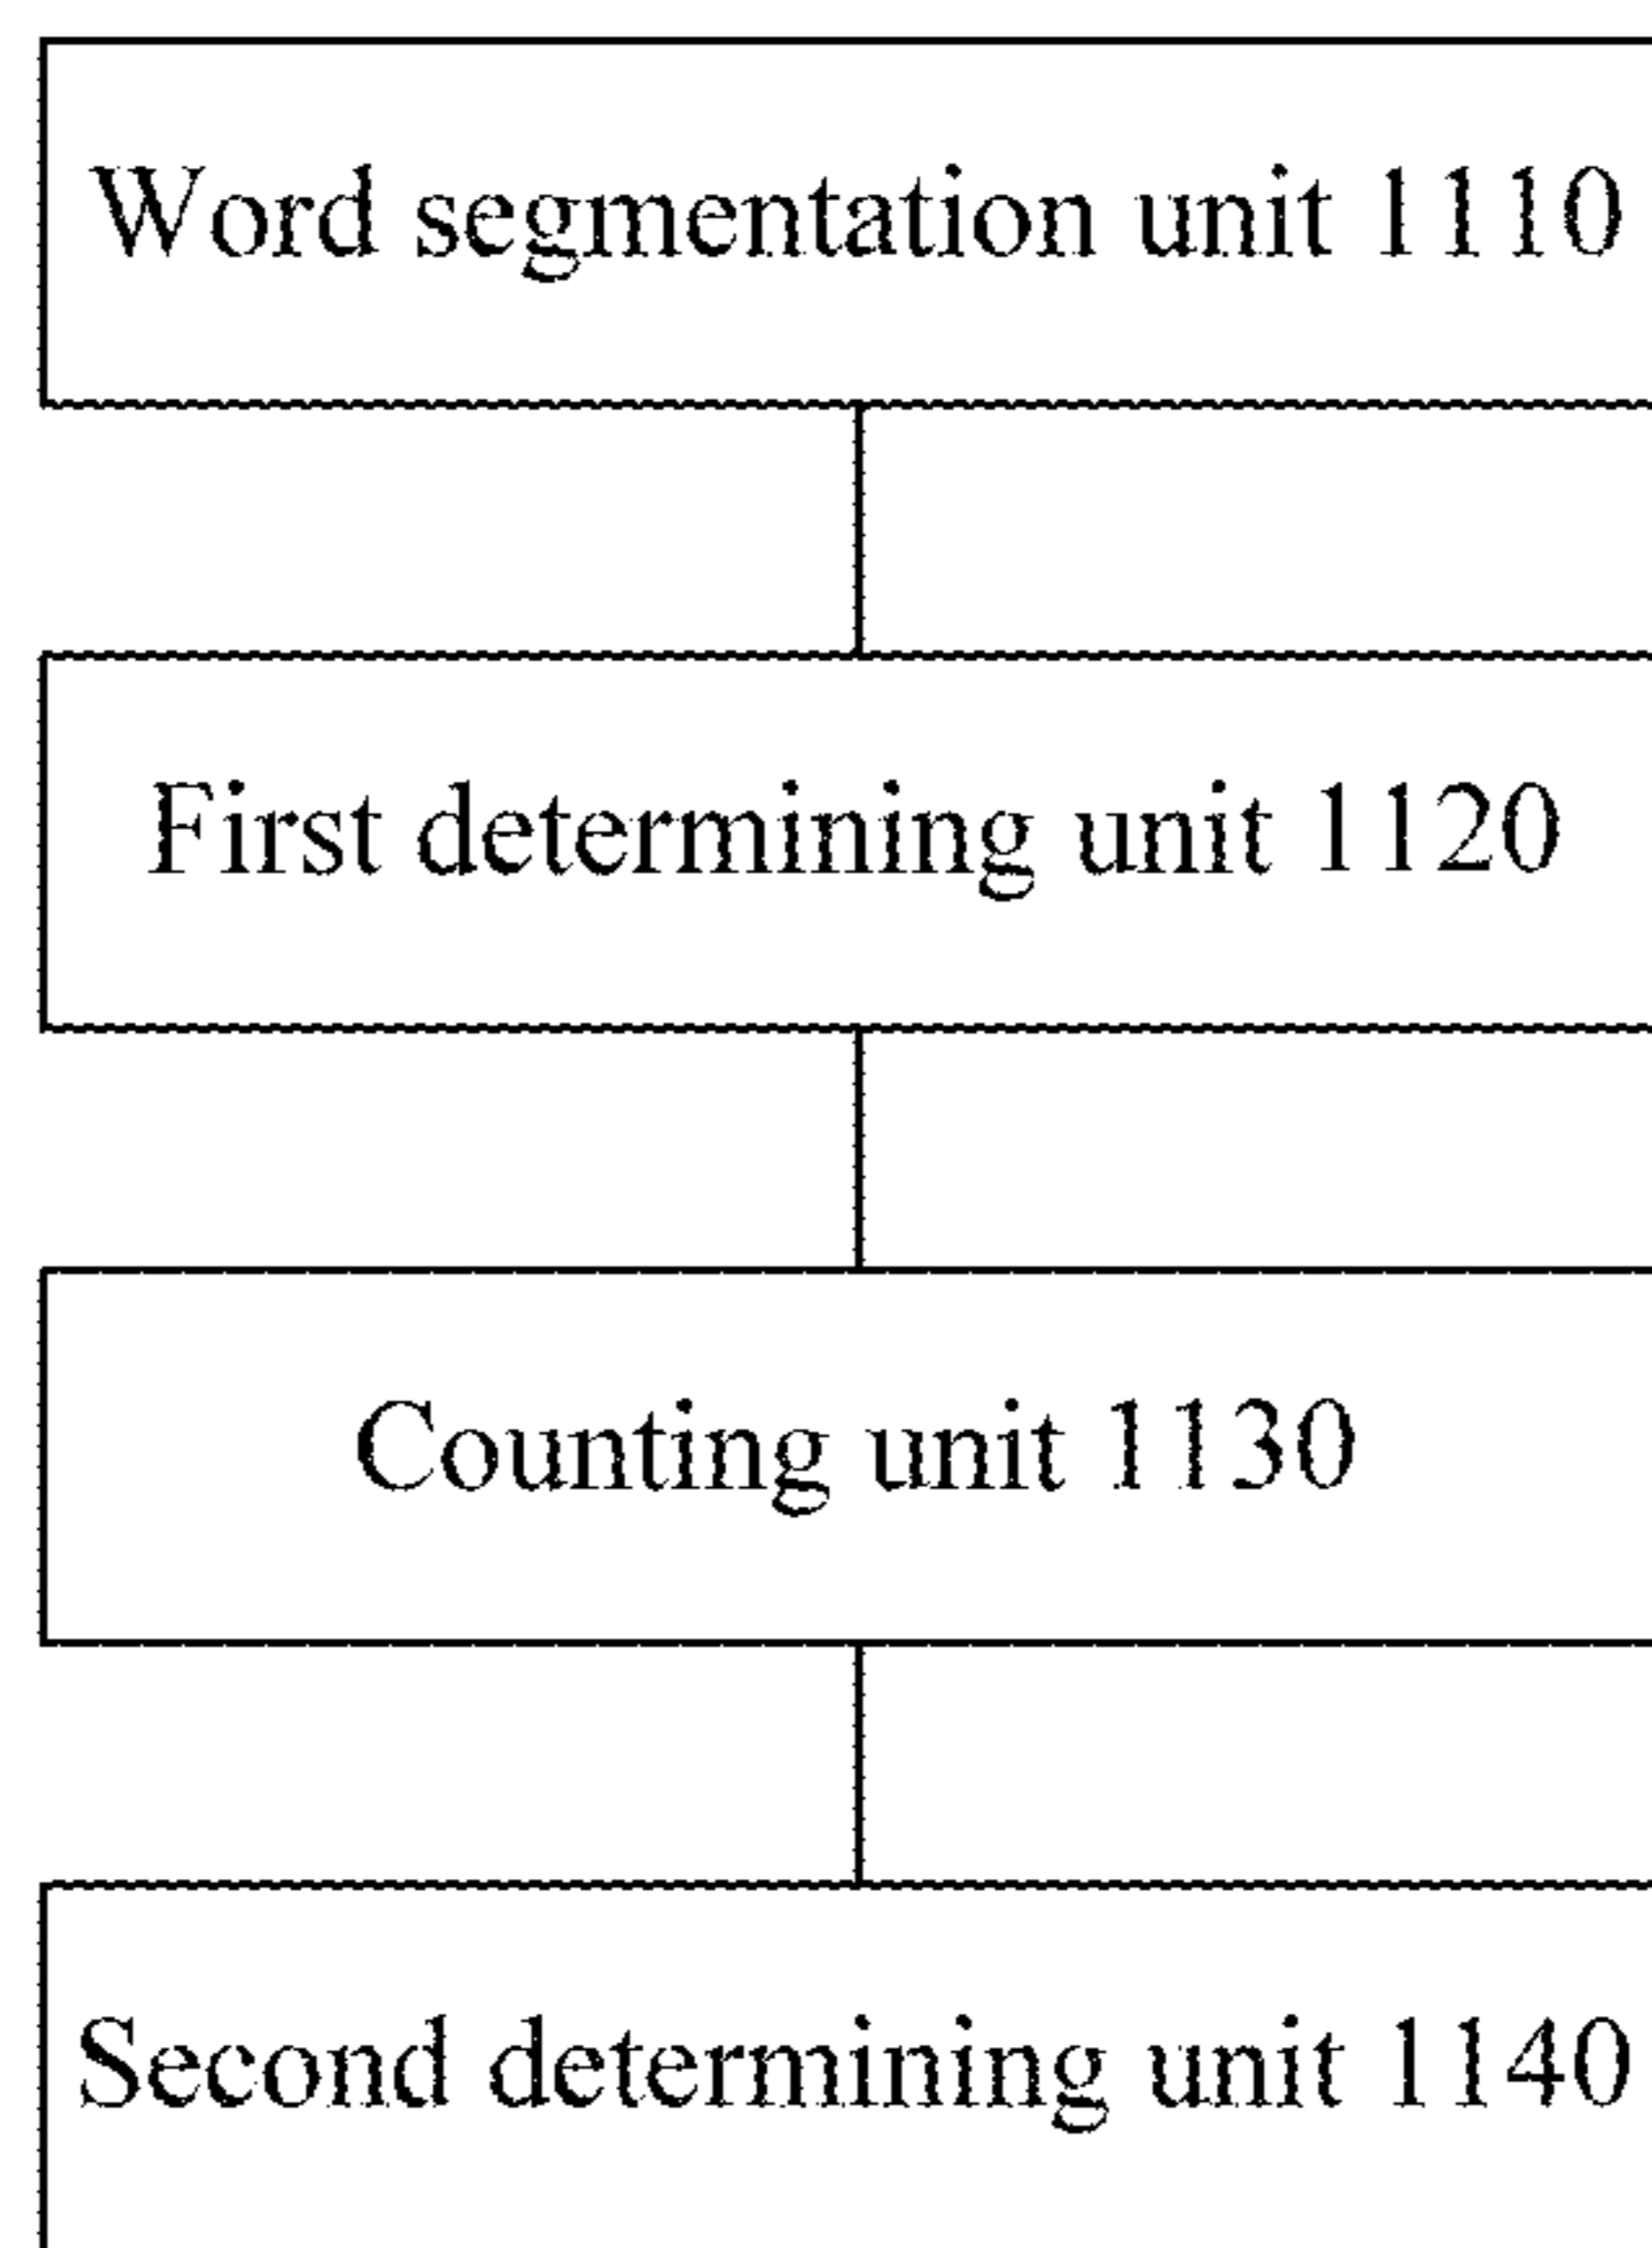 Word segmentation unit 1110
First determining unit 1120
Counting unit 1130
Second determining unit 1140